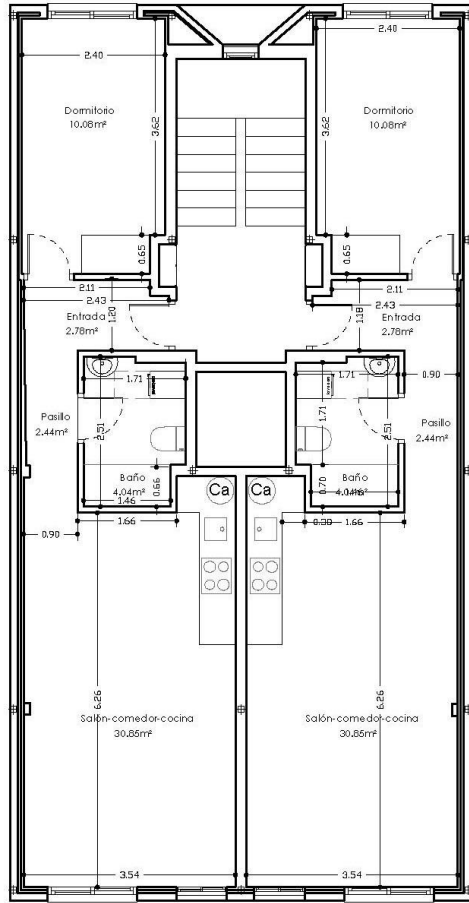 2.40
2.40
Dormitorio
10.08m²
3.62
Dormitorio
10.08m²
3.62
0.65
0.65
2.11
2.11
2.43
2.43
Entrada
2.78m²
1.20
1.18
Entrada
2.78m²
1.71
1.71
0.90
Pasillo
2.44m²
2.51
1.71
2.51
Pasillo
2.44m²
Baño
4.04m²
0.66
1.46
0.70
Baño
1.66
0.90
Ca
Ca
0.30
1.66
6.26
6.26
Salón-comedor-cocina
30.85m²
Salón-comedor-cocina
30.85m²
3.54
3.54